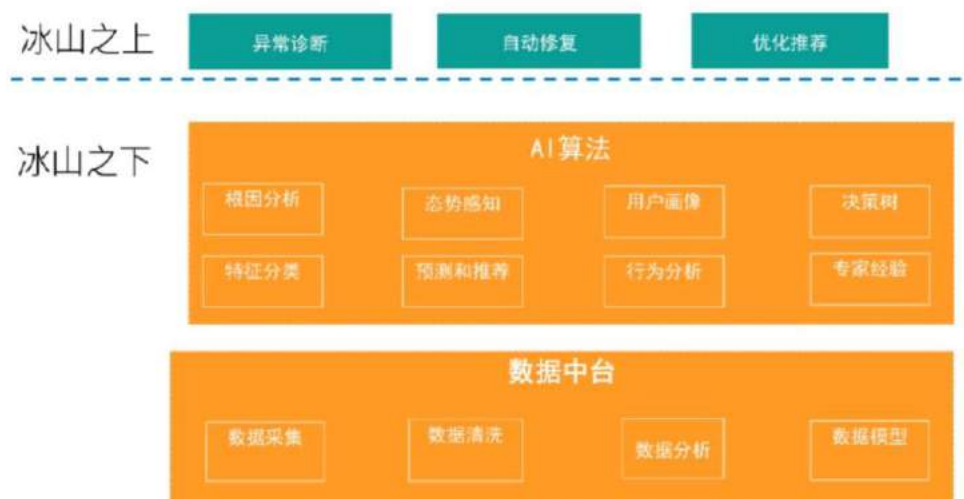 冰山之上
异常诊断
自动修复
优化推荐
冰山之下
AI算法
根因分析
态势感知
用户画像
决策树
特征分类
预测和推荐
行为分析
专家经验
数据中台
数据采集
数据清洗
数据分析
数据模型